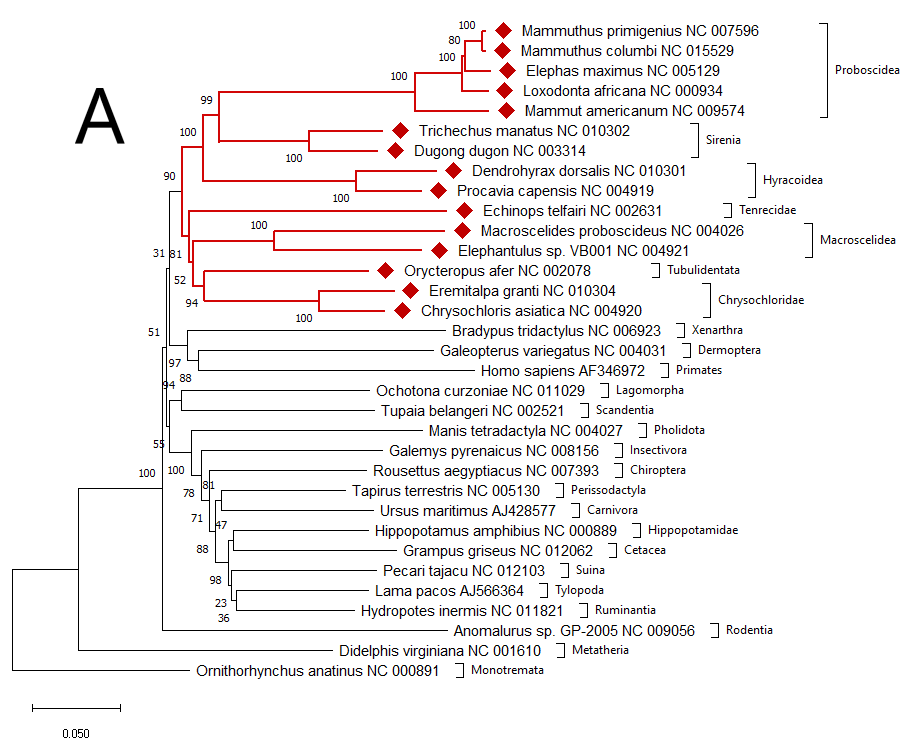 A
100
80
100
100
99
100
100
90
100
100
31
81
52
94
100
51
97
88
94
55
100
100
78
81
71
47
88
98
23
36
Mammuthus primigenius NC 007596
Mammuthus columbi NC 015529
Elephas maximus NC 005129
Loxodonta africana NC 000934
Mammut americanum NC 009574
Proboscidea
Trichechus manatus NC 010302
Dugong dugon NC 003314
Sirenia
Dendrohyrax dorsalis NC 010301
Procavia capensis NC 004919
Hyracoidea
Echinops telfairi NC 002631 Tenrecidae
Macroscelides proboscideus NC 004026
Elephantulus sp. VB001 NC 004921
Macroscelidea
Orycteropus afer NC 002078 Tubulidentata
Eremitalpa granti NC 010304
Chrysochloris asiatica NC 004920
Chrysochloridae
Bradypus tridactylus NC 006923 Xenarthra
Galeopterus variegatus NC 004031 Dermoptera
Homo sapiens AF346972 Primates
Ochotona curzoniae NC 011029 Lagomorpha
Tupaia belangeri NC 002521 Scandentia
Manis tetradactyla NC 004027 Pholidota
Galemys pyrenaicus NC 008156 Insectivora
Rousettus aegyptiacus NC 007393 Chiroptera
Tapirus terrestris NC 005130 Perissodactyla
Ursus maritimus AJ428577 Carnivora
Hippopotamus amphibius NC 000889 Hippopotamidae
Grampus griseus NC 012062 Cetacea
Pecari tajacu NC 012103 Suina
Lama pacos AJ566364 Tylopoda
Hydropotes inermis NC 011821 Ruminantia
Anomalurus sp. GP-2005 NC 009056 Rodentia
Didelphis virginiana NC 001610 Metatheria
Ornithorhynchus anatinus NC 000891 Monotremata
0.050